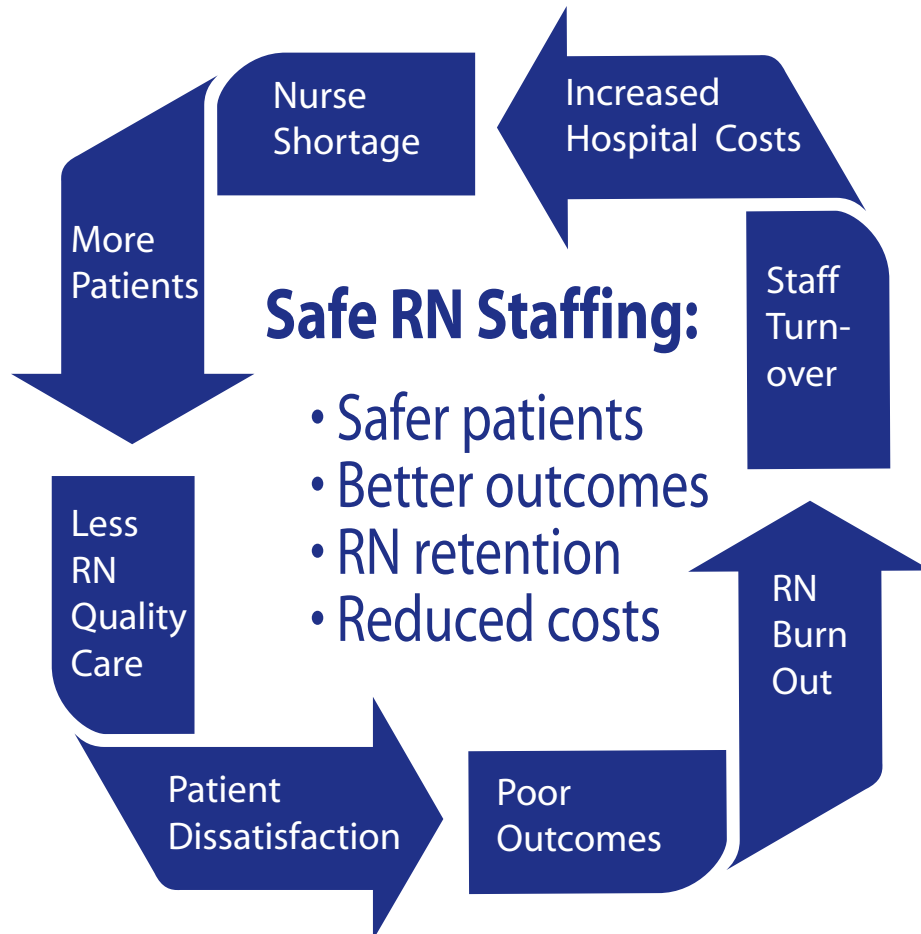 Nurse
Shortage
Increased
Hospital Costs
More
Patients
Staff
Turn-
over
Safe RN Staffing:
• Safer patients
• Better outcomes
• RN retention
• Reduced costs
Less
RN
Quality
Care
RN
Burn
Out
Patient
Dissatisfaction
Poor
Outcomes